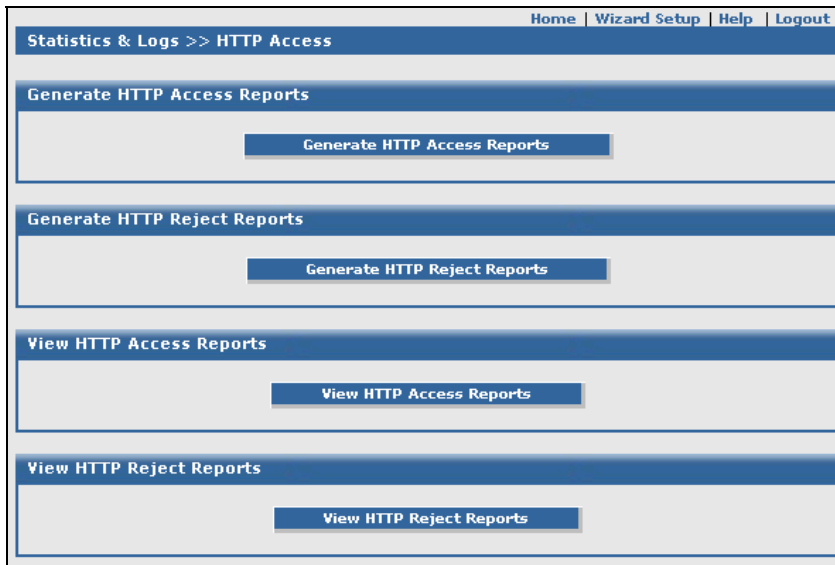 Home | Wizard Setup | Help | Logout
Statistics & Logs >> HTTP Access
Generate HTTP Access Reports
Generate HTTP Access Reports
Generate HTTP Reject Reports
Generate HTTP Reject Reports
View HTTP Access Reports
View HTTP Access Reports
View HTTP Reject Reports
View HTTP Reject Reports